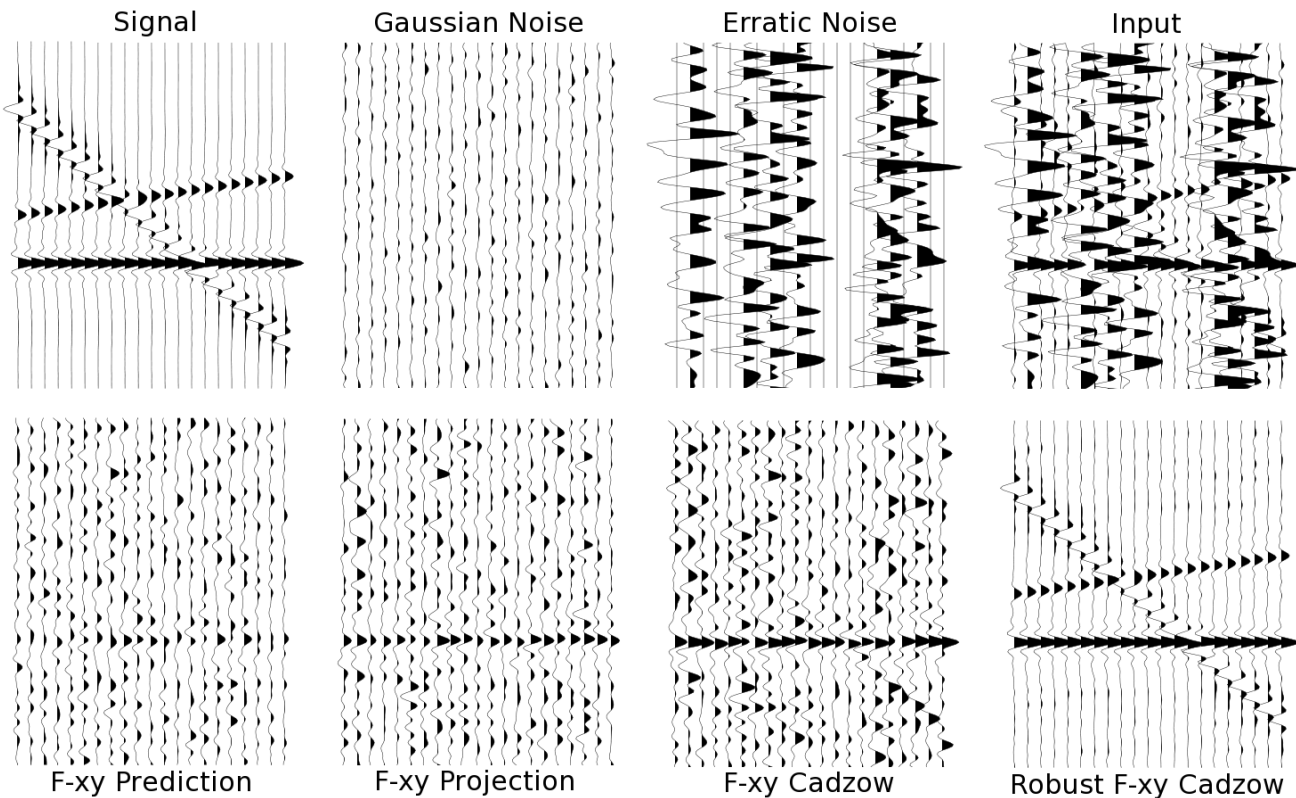 Signal
Gaussian Noise
Erratic Noise
Input
F-xy Prediction
F-xy Projection
F-xy Cadzow
Robust F-xy Cadzow